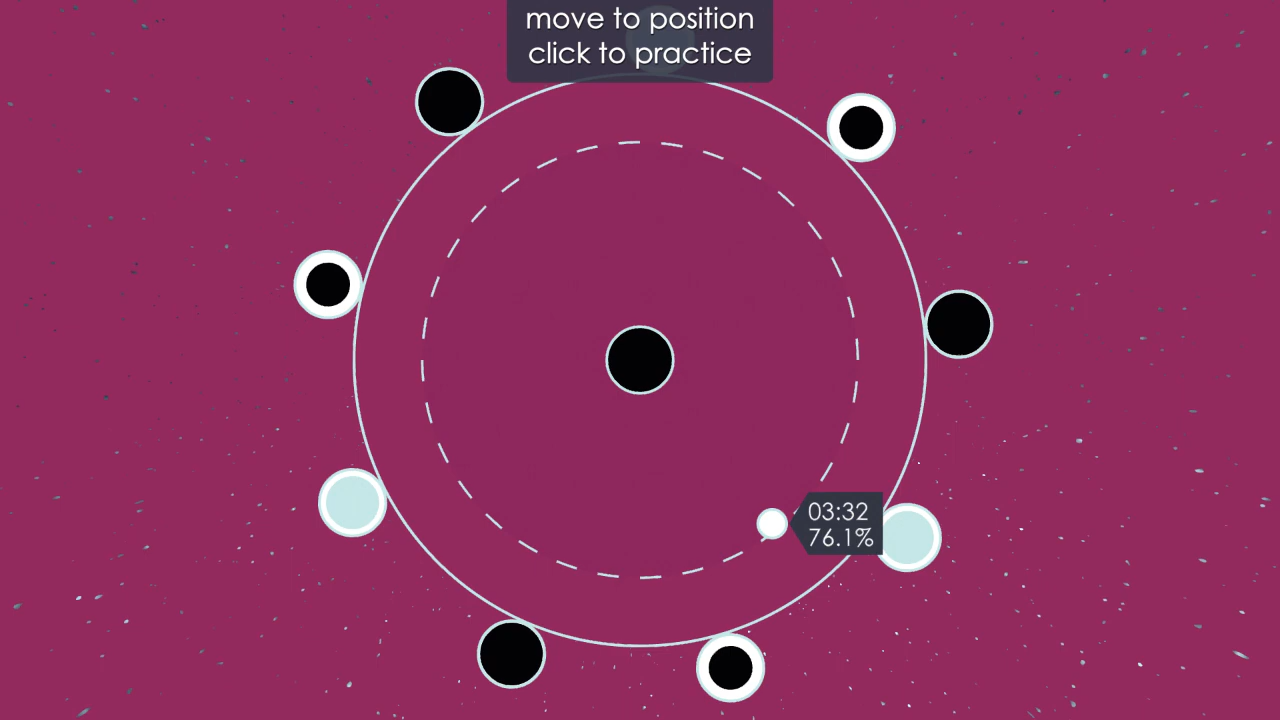 move to position
click to practice
03:32
76.1%